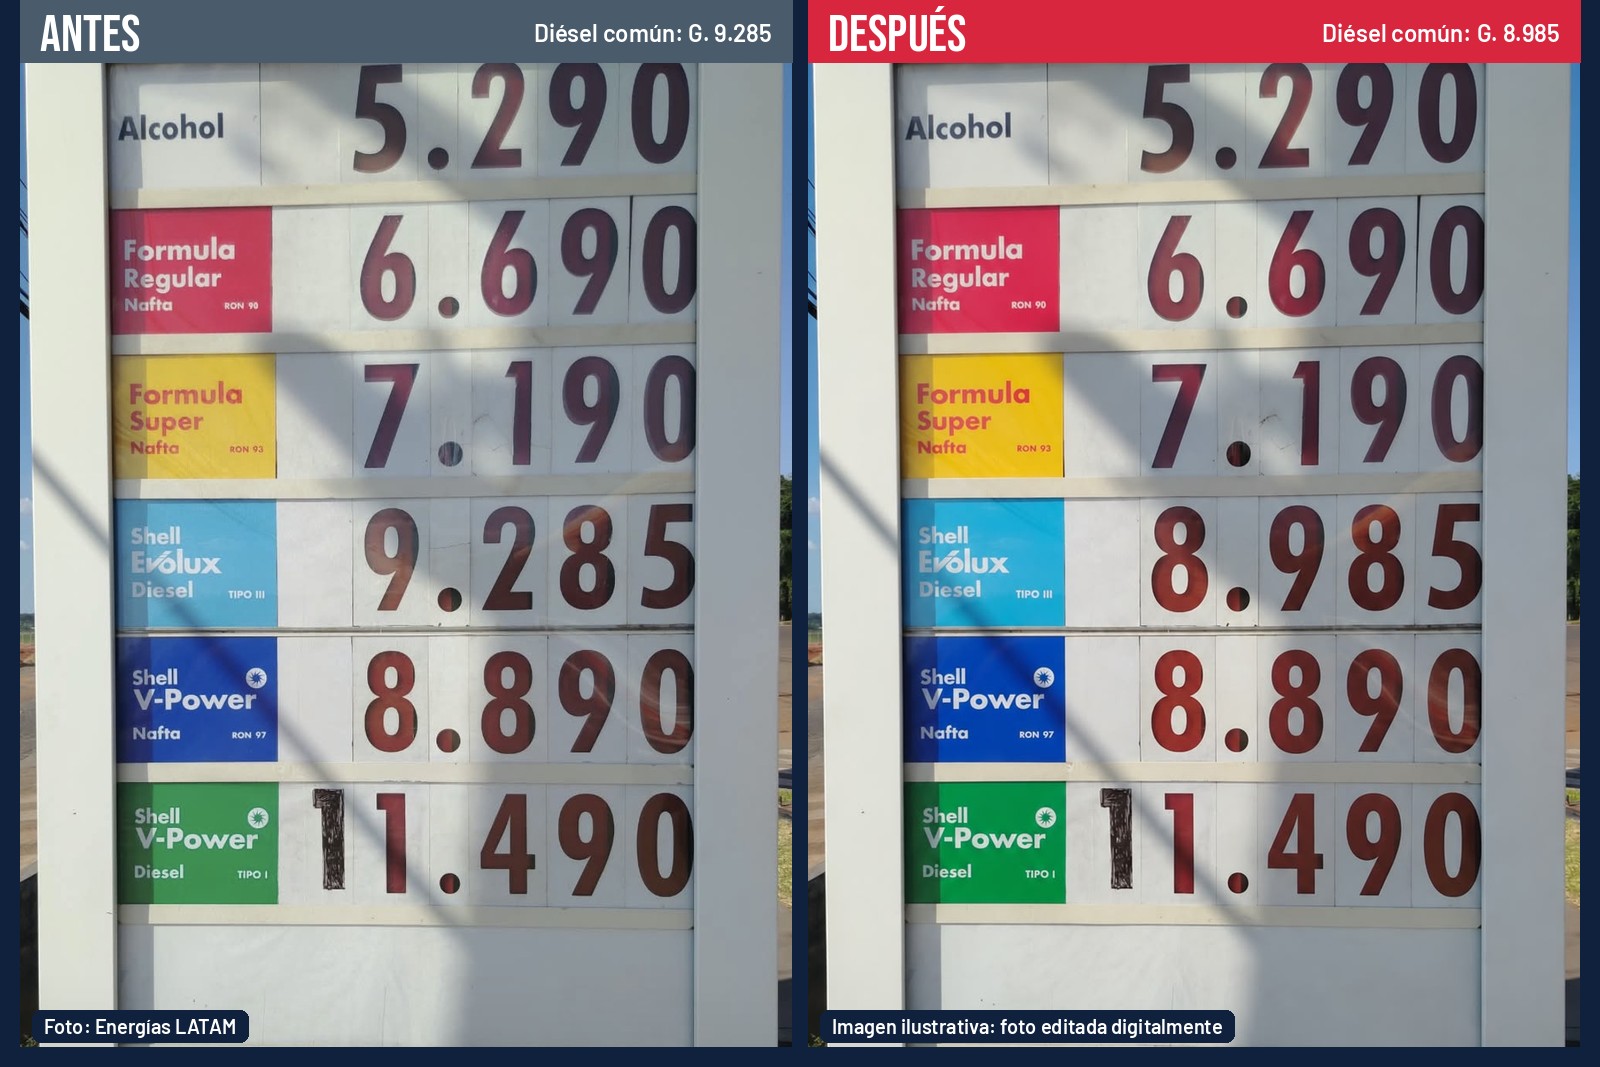 ANTES
Diésel común: G. 9.285
Alcohol 5.290
Formula
Regular
Nafta RON 90
6.690
Formula
Super
Nafta RON 93
7.190
Shell
Evolux
Diesel TIPO III
9.285
Shell
V-Power
Nafta RON 97
8.890
Shell
V-Power
Diesel TIPO I
11.490
Foto: Energías LATAM
DESPUÉS
Diésel común: G. 8.985
Alcohol 5.290
Formula
Regular
Nafta RON 90
6.690
Formula
Super
Nafta RON 93
7.190
Shell
Evolux
Diesel TIPO III
8.985
Shell
V-Power
Nafta RON 97
8.890
Shell
V-Power
Diesel TIPO I
11.490
Imagen ilustrativa: foto editada digitalmente